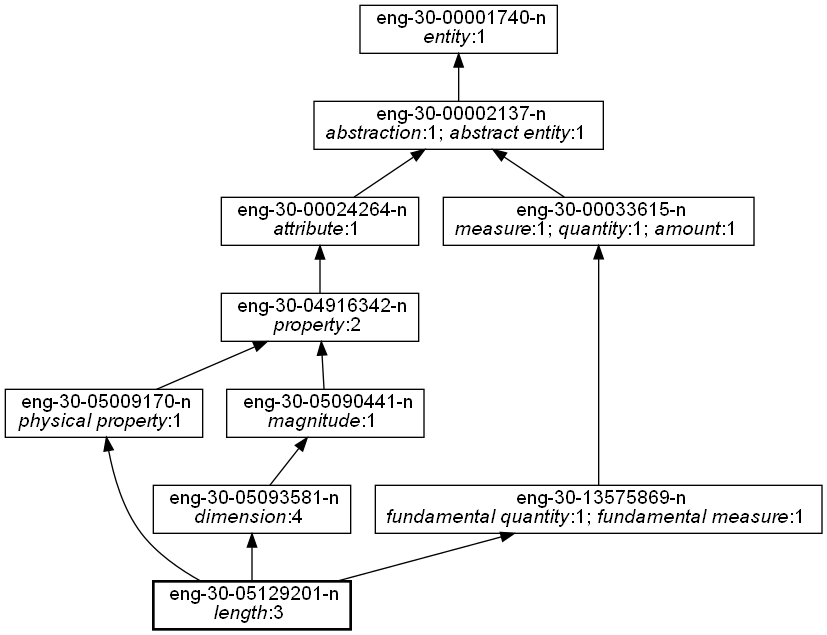 eng-30-00001740-n
entity:1
eng-30-00002137-n
abstraction:1; abstract entity:1
eng-30-00024264-n
attribute:1
eng-30-00033615-n
measure:1; quantity:1; amount:1
eng-30-04916342-n
property:2
eng-30-05009170-n
physical property:1
eng-30-05090441-n
magnitude:1
eng-30-05093581-n
dimension:4
eng-30-13575869-n
fundamental quantity:1; fundamental measure:1
eng-30-05129201-n
length:3